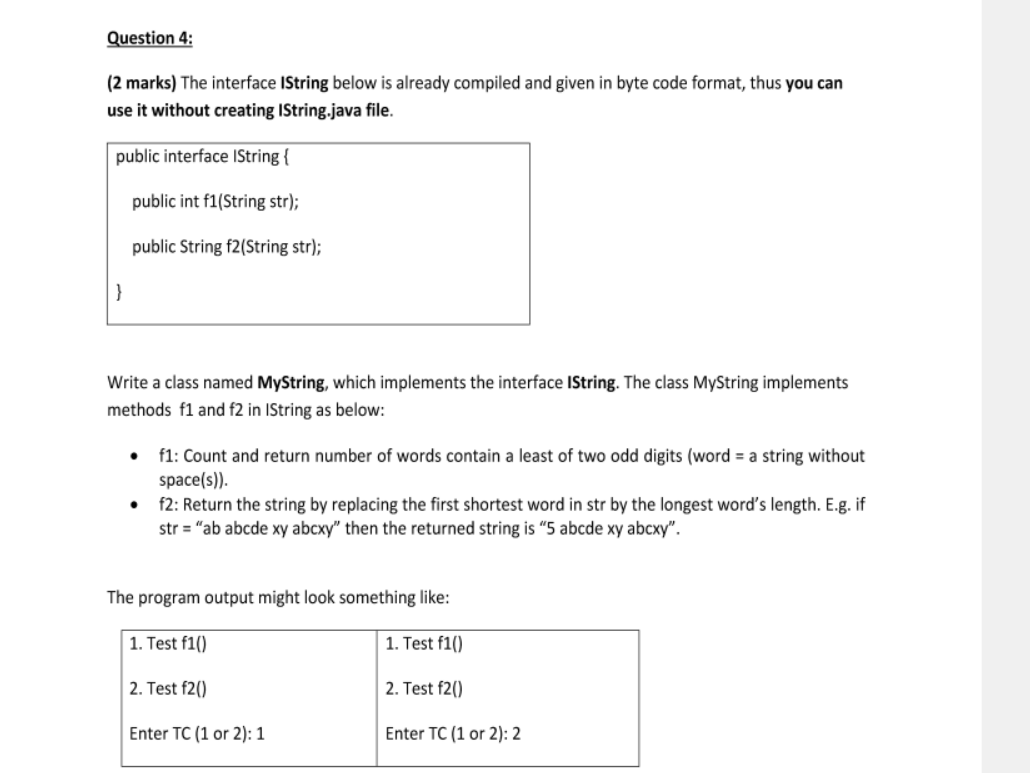 Question 4:
(2 marks) The interface IString below is already compiled and given in byte code format, thus you can
use it without creating IString.java file.
public interface IString {
public int f1(String str);
public String f2(String str);
}
Write a class named MyString, which implements the interface IString. The class MyString implements
methods f1 and f2 in IString as below:
• f1: Count and return number of words contain a least of two odd digits (word = a string without
space(s)).
• f2: Return the string by replacing the first shortest word in str by the longest word's length. E.g. if
str = "ab abcde xy abcxy" then the returned string is "5 abcde xy abcxy".
The program output might look something like:
1. Test f1()
2. Test f2()
Enter TC (1 or 2): 1
1. Test f1()
2. Test f2()
Enter TC (1 or 2): 2